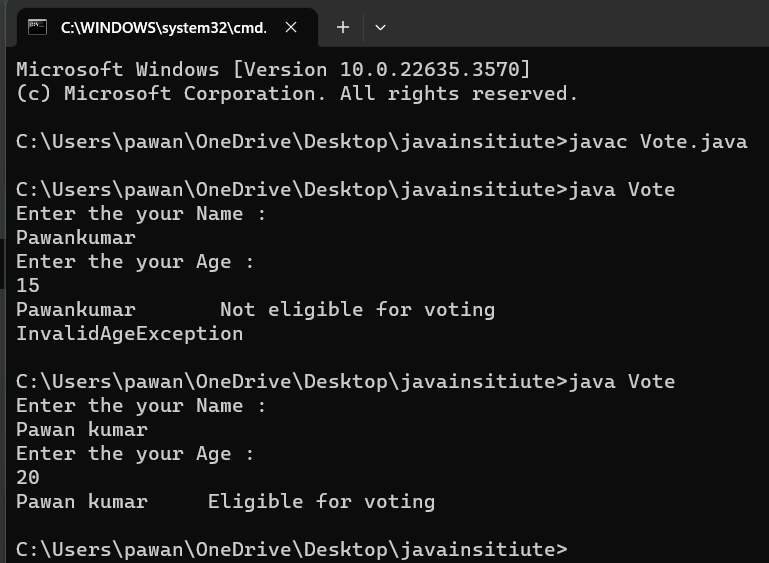 C:\WINDOWS\system32\cmd.
Microsoft Windows [Version 10.0.22635.3570]
(c) Microsoft Corporation. All rights reserved.
C:\Users\pawan\OneDrive\Desktop\javainsitiute>javac Vote.java
C:\Users\pawan\OneDrive\Desktop\javainsitiute>java Vote
Enter the your Name :
Pawankumar
Enter the your Age :
15
Pawankumar       Not eligible for voting
InvalidAgeException
C:\Users\pawan\OneDrive\Desktop\javainsitiute>java Vote
Enter the your Name :
Pawan kumar
Enter the your Age :
20
Pawan kumar     Eligible for voting
C:\Users\pawan\OneDrive\Desktop\javainsitiute>